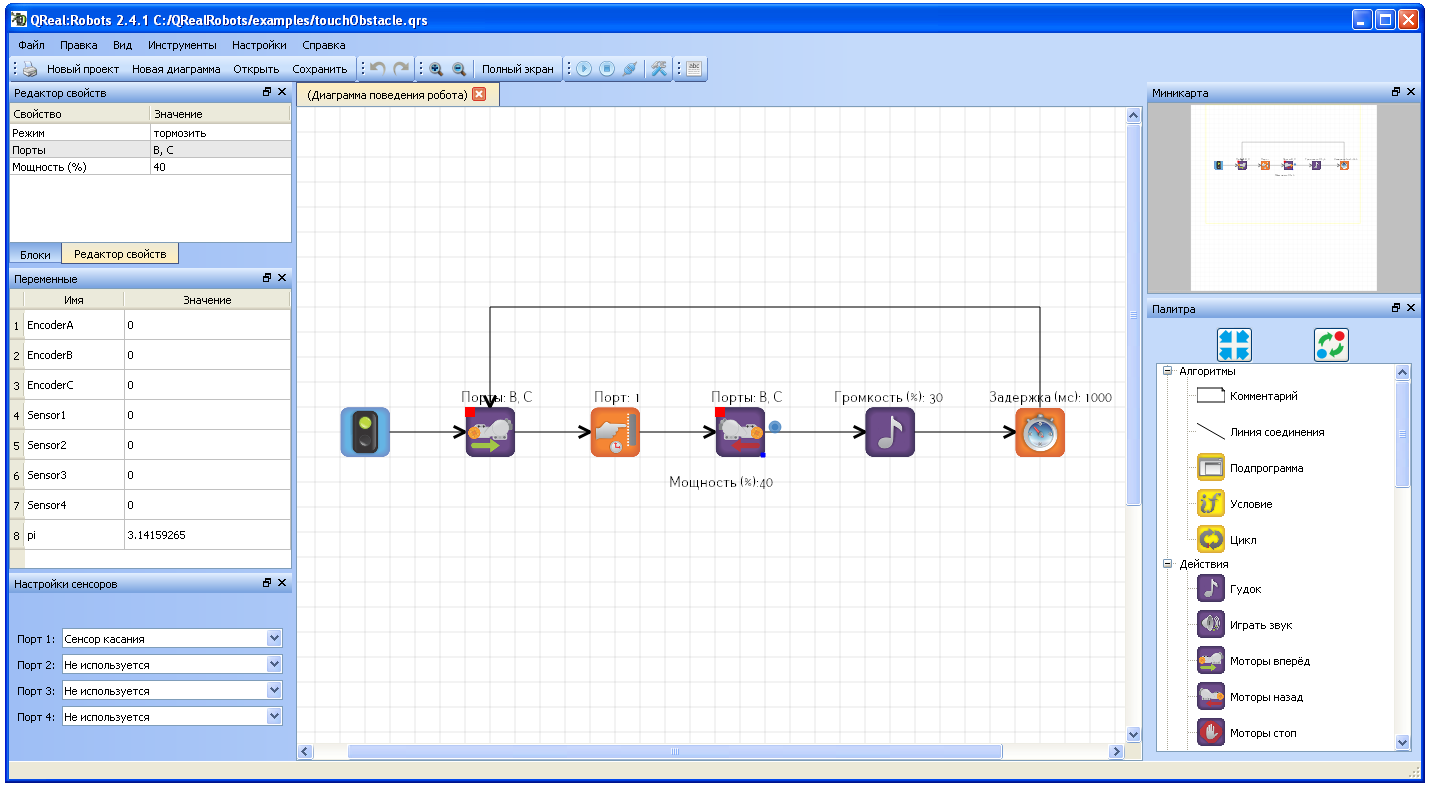 QReal:Robots 2.4.1 C:/QRealRobots/examples/touchObstacle.qrs
Файл Правка Вид Инструменты Настройки Справка
Новый проект Новая диаграмма Открыть Сохранить Полный экран abc
Редактор свойств
Свойство Значение
Режим тормозить
Порты B, C
Мощность (%) 40
Блоки Редактор свойств
Переменные
Имя Значение
1 EncoderA 0
2 EncoderB 0
3 EncoderC 0
4 Sensor1 0
5 Sensor2 0
6 Sensor3 0
7 Sensor4 0
8 pi 3.14159265
Настройки сенсоров
Порт 1: Сенсор касания
Порт 2: Не используется
Порт 3: Не используется
Порт 4: Не используется
(Диаграмма поведения робота)
Порты: B, C Порт: 1 Порты: B, C Громкость (%): 30 Задержка (мс): 1000
Мощность (%):40
Миникарта
Палитра
Алгоритмы
Комментарий
Линия соединения
Подпрограмма
if Условие
Цикл
Действия
Гудок
Играть звук
Моторы вперёд
Моторы назад
Моторы стоп